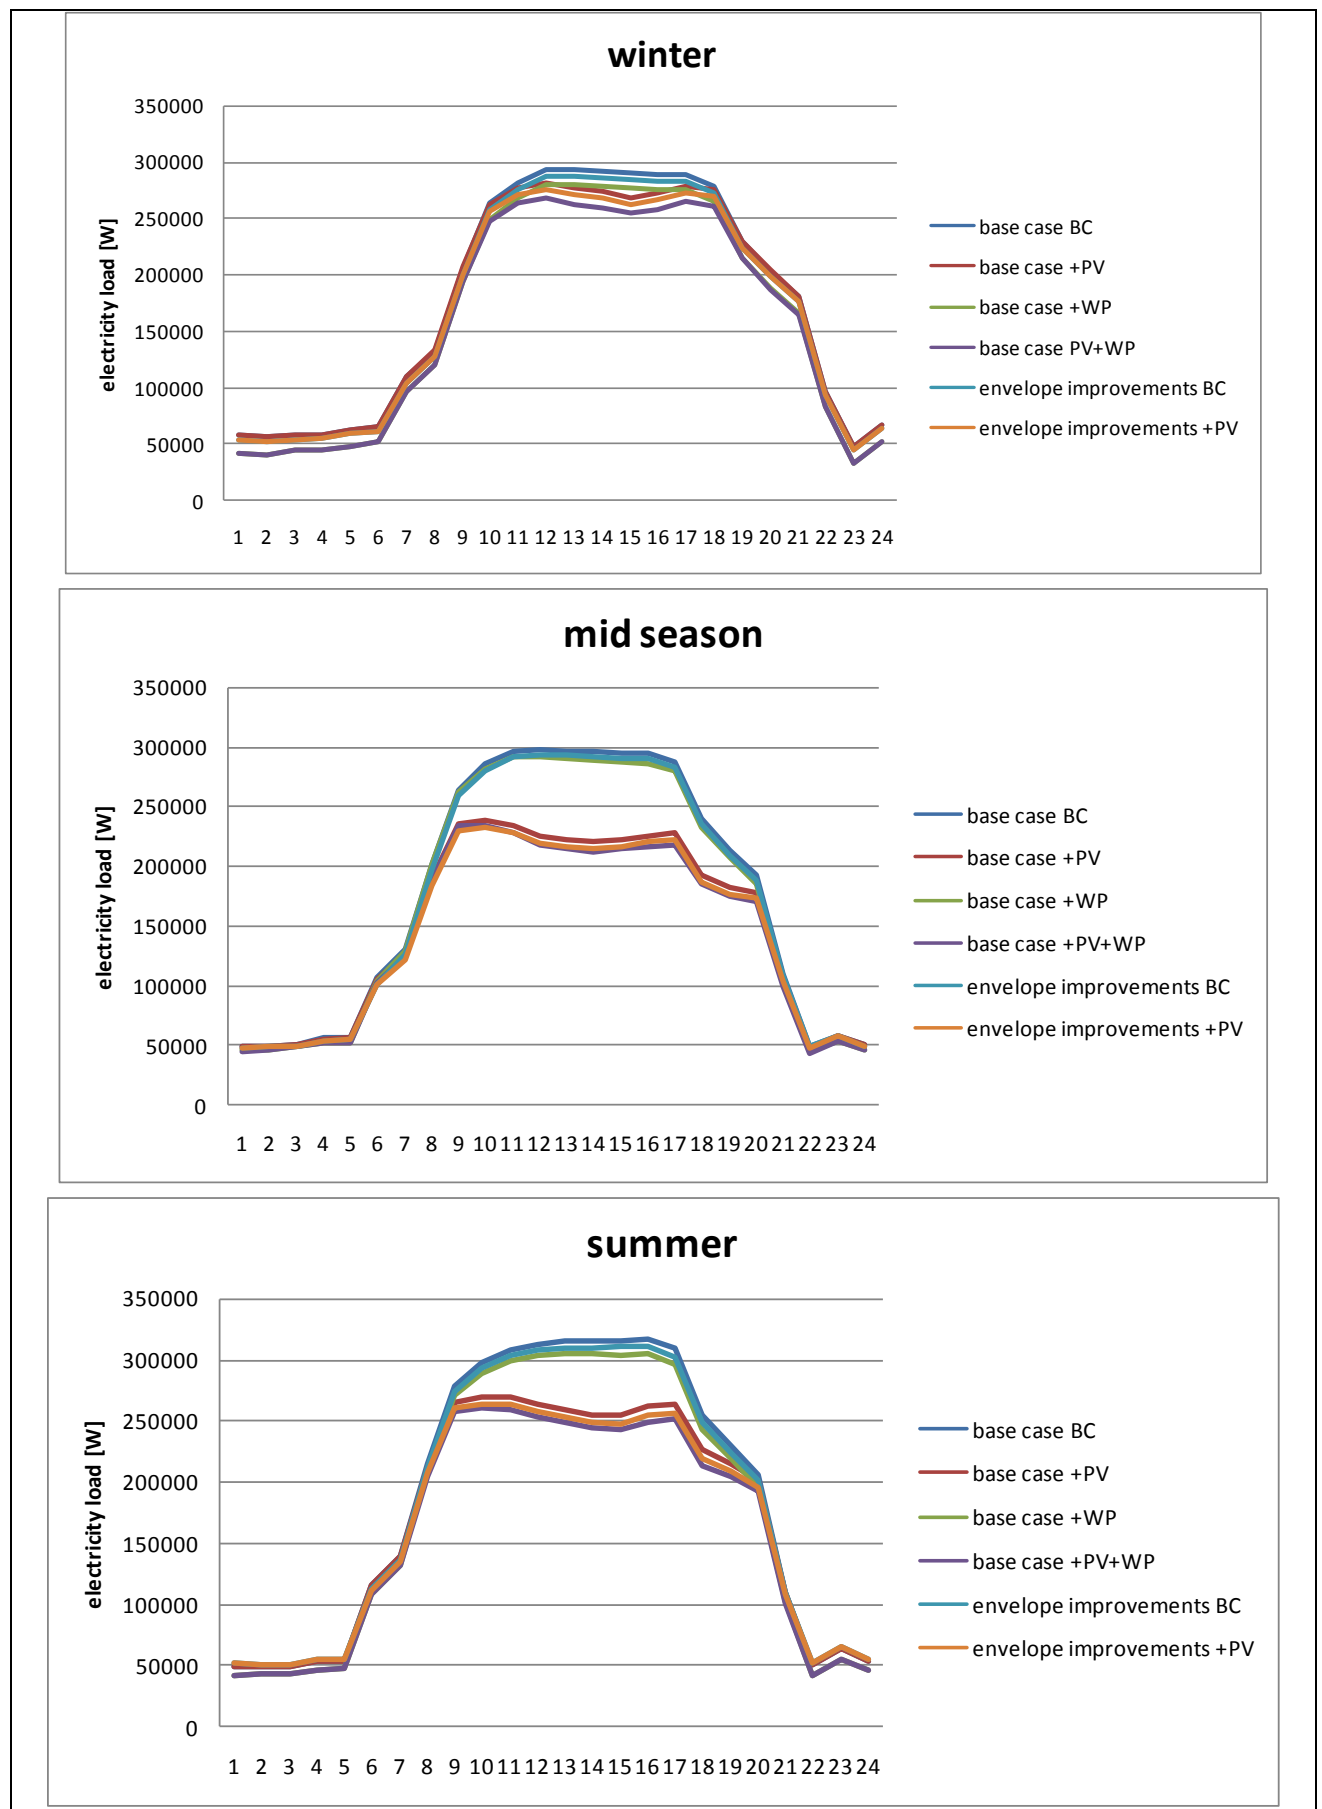 winter
350000
300000
250000
200000
150000
100000
50000
0
electricity load [W]
1 2 3 4 5 6 7 8 9 10 11 12 13 14 15 16 17 18 19 20 21 22 23 24
base case BC
base case +PV
base case +WP
base case PV+WP
envelope improvements BC
envelope improvements +PV
mid season
350000
300000
250000
200000
150000
100000
50000
0
electricity load [W]
1 2 3 4 5 6 7 8 9 10 11 12 13 14 15 16 17 18 19 20 21 22 23 24
base case BC
base case +PV
base case +WP
base case +PV+WP
envelope improvements BC
envelope improvements +PV
summer
350000
300000
250000
200000
150000
100000
50000
0
electricity load [W]
1 2 3 4 5 6 7 8 9 10 11 12 13 14 15 16 17 18 19 20 21 22 23 24
base case BC
base case +PV
base case +WP
base case +PV+WP
envelope improvements BC
envelope improvements +PV